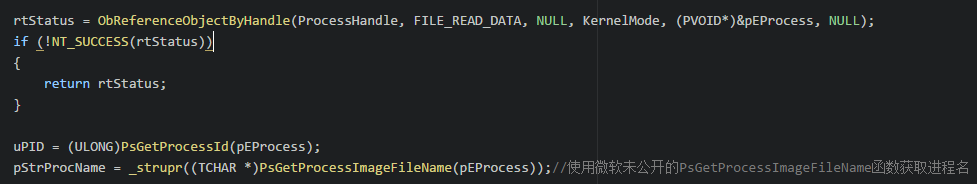 rtStatus = ObReferenceObjectByHandle(ProcessHandle, FILE_READ_DATA, NULL, KernelMode, (PVOID*)&pEProcess, NULL);
if (!NT_SUCCESS(rtStatus))
{
    return rtStatus;
}
uPID = (ULONG)PsGetProcessId(pEProcess);
pStrProcName = _strupr((TCHAR *)PsGetProcessImageFileName(pEProcess));//使用微软未公开的PsGetProcessImageFileName函数获取进程名